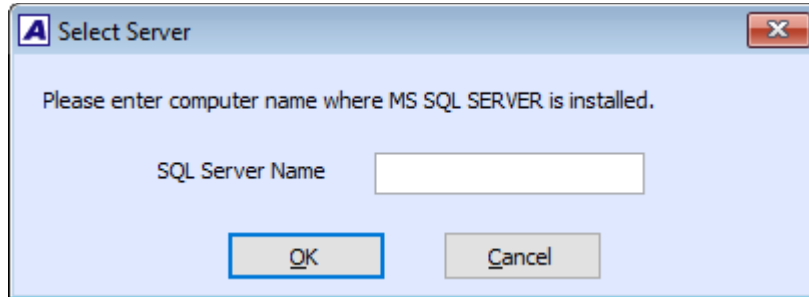 A Select Server
Please enter computer name where MS SQL SERVER is installed.
SQL Server Name
OK Cancel